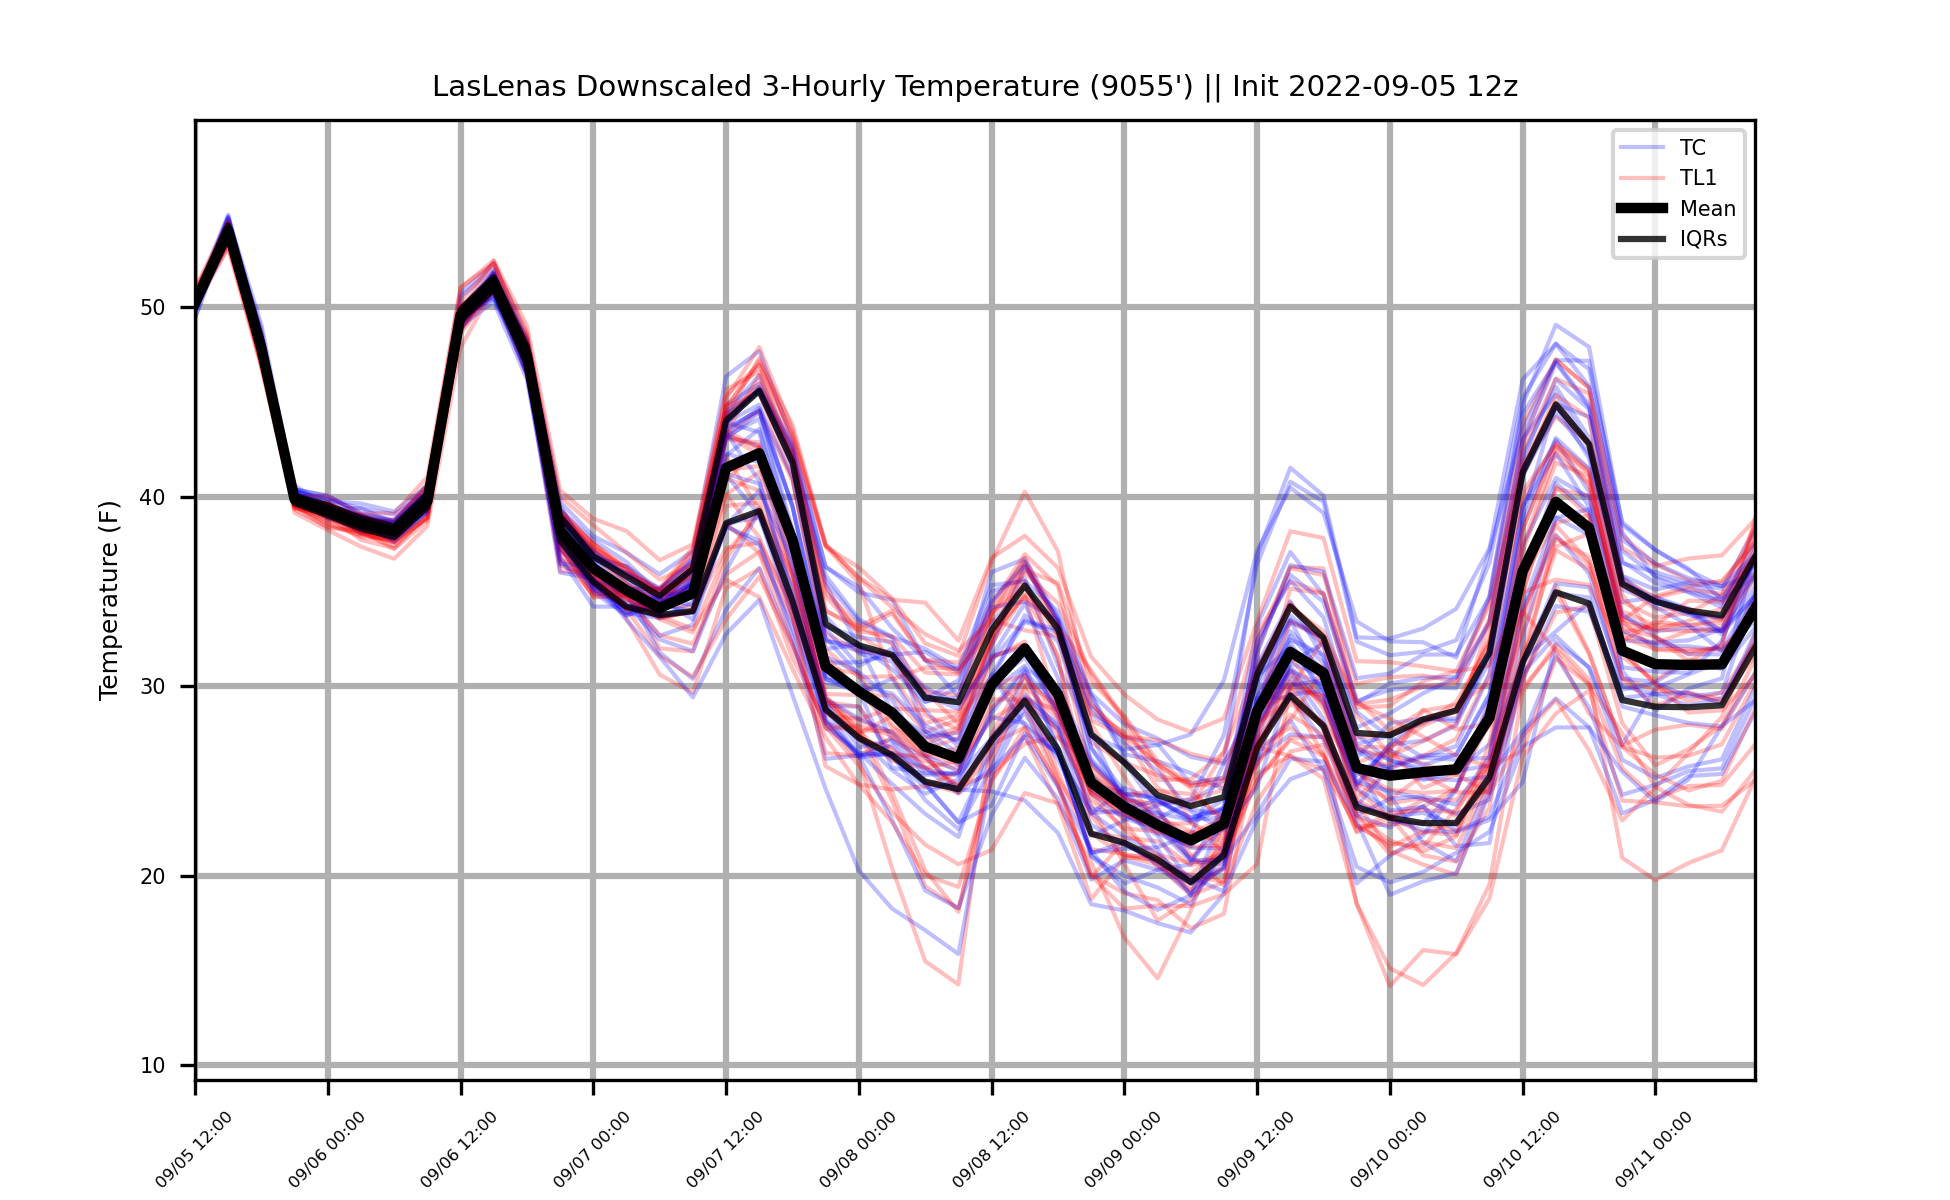 LasLenas Downscaled 3-Hourly Temperature (9055') || Init 2022-09-05 12z
TC
TL1
Mean
IQRs
Temperature (F)
50
40
30
20
10
09/05 12:00
09/06 00:00
09/06 12:00
09/07 00:00
09/07 12:00
09/08 00:00
09/08 12:00
09/09 00:00
09/09 12:00
09/10 00:00
09/10 12:00
09/11 00:00